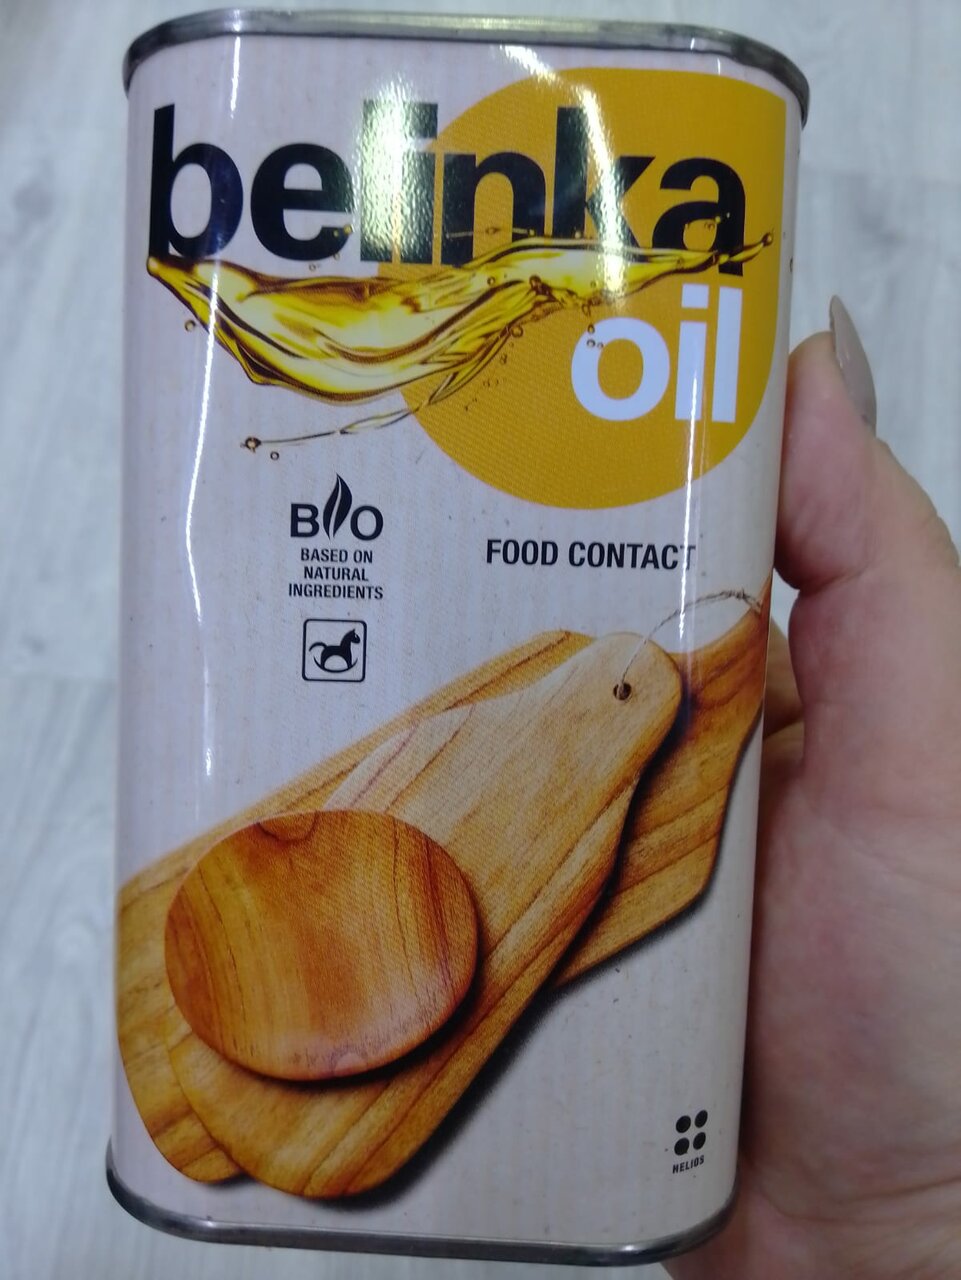 belinka
oil
BIO
BASED ON
NATURAL
INGREDIENTS
FOOD CONTACT
HELIOS